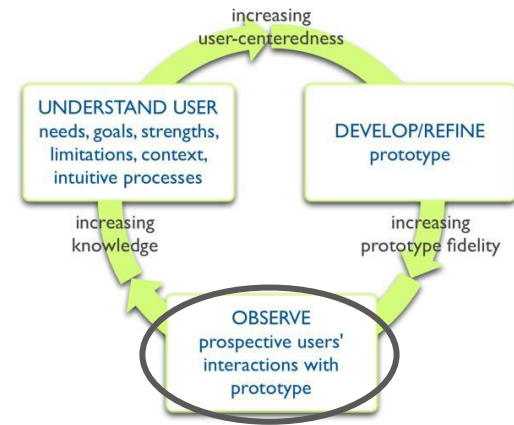 increasing
user-centeredness
UNDERSTAND USER
needs, goals, strengths,
limitations, context,
intuitive processes
DEVELOP/REFINE
prototype
increasing
knowledge
increasing
prototype fidelity
OBSERVE
prospective users'
interactions with
prototype